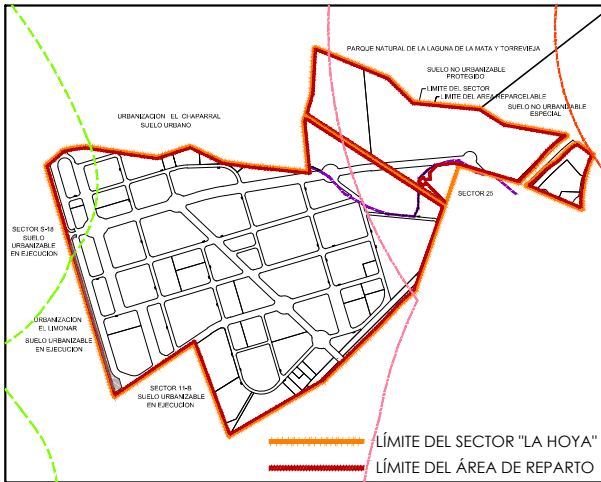 PARQUE NATURAL DE LA LAGUNA DE LA MATA Y TORREVIEJA
SUELO NO URBANIZABLE
PROTEGIDO
LIMITE DEL SECTOR
LIMITE DEL AREA REPARCELABLE
SUELO NO URBANIZABLE
ESPECIAL
URBANIZACION EL CHAPARRAL
SUELO URBANO
SECTOR 25
SECTOR S-18
SUELO
URBANIZABLE
EN EJECUCION
URBANIZACION
EL LIMONAR
SUELO URBANIZABLE
EN EJECUCION
SECTOR 11-B
SUELO URBANIZABLE
EN EJECUCION
LÍMITE DEL SECTOR "LA HOYA"
LÍMITE DEL ÁREA DE REPARTO